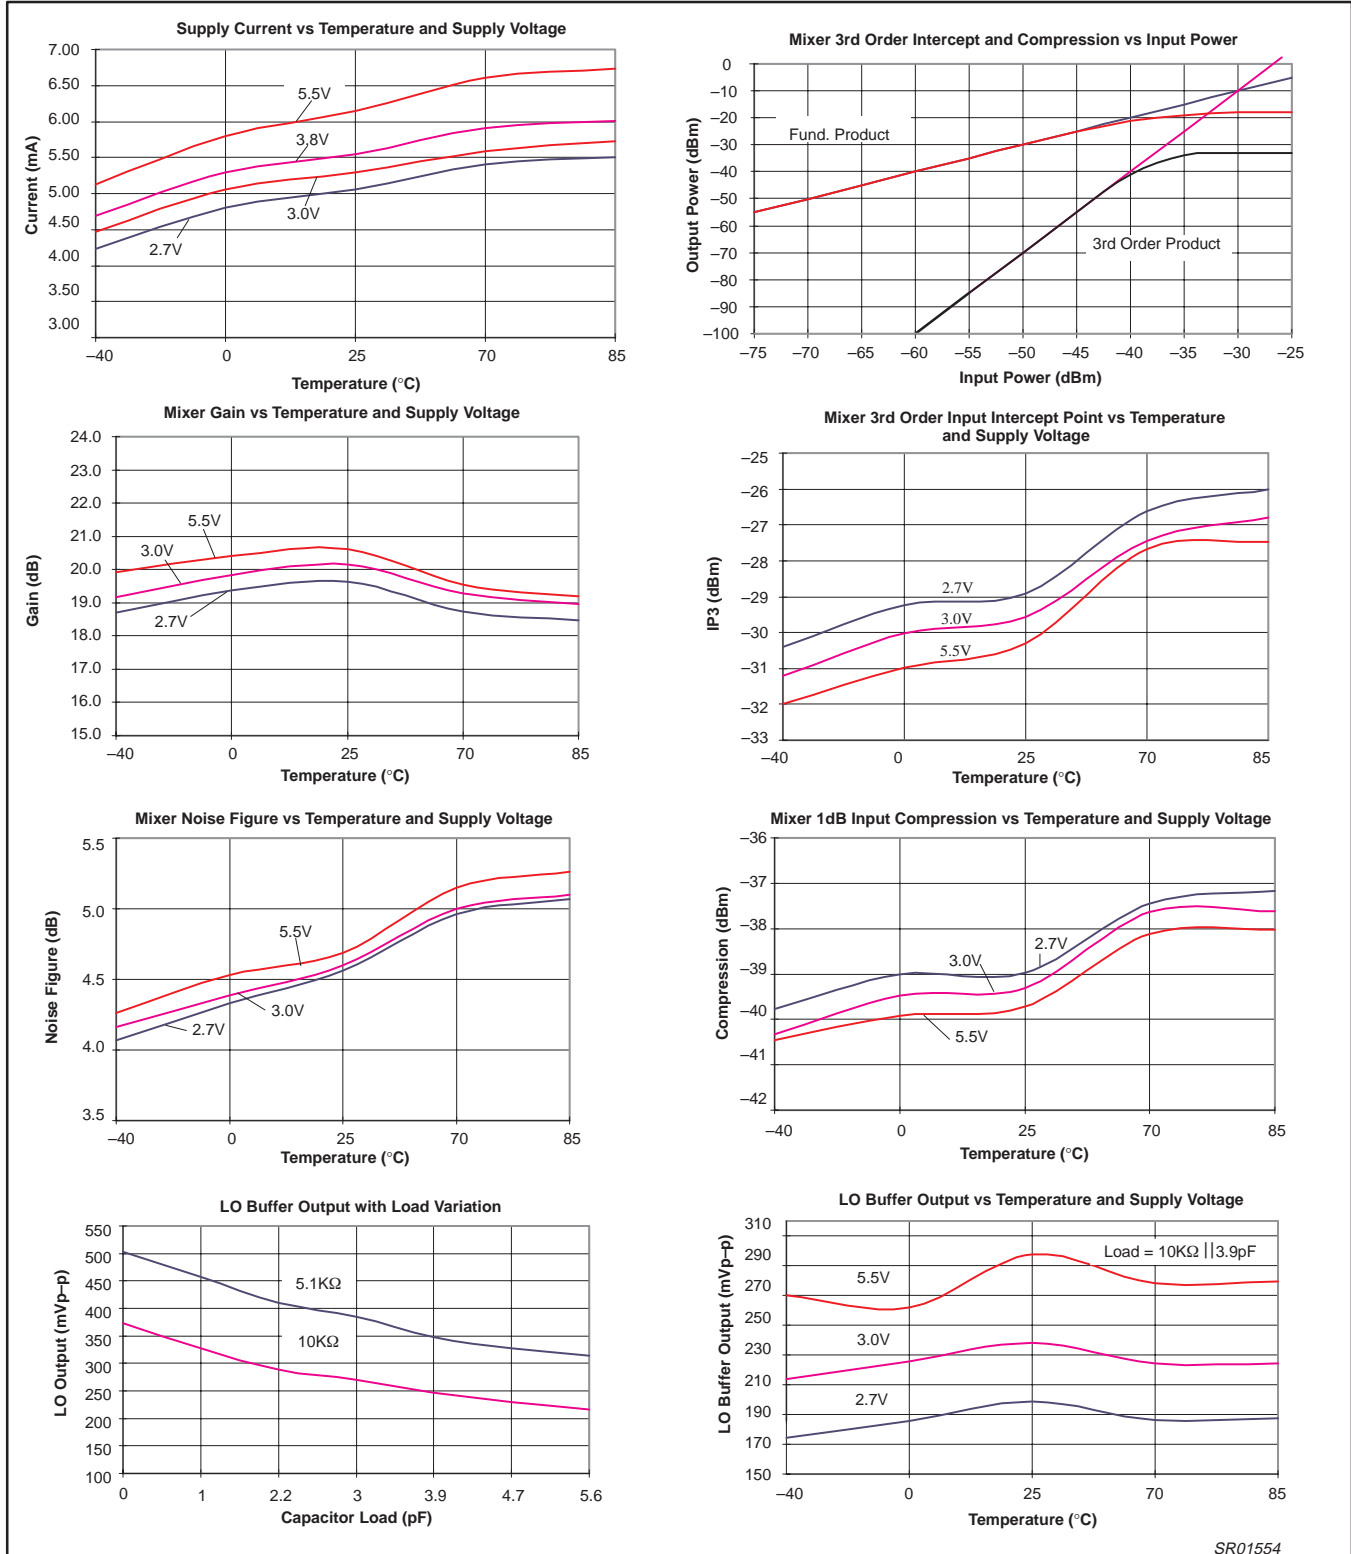 Supply Current vs Temperature and Supply Voltage
Current (mA)
7.00
6.50
6.00
5.50
5.00
4.50
4.00
3.50
3.00
5.5V
3.8V
3.0V
2.7V
–40 0 25 70 85
Temperature (°C)
Mixer 3rd Order Intercept and Compression vs Input Power
Output Power (dBm)
0
–10
–20
–30
–40
–50
–60
–70
–80
–90
–100
Fund. Product
3rd Order Product
–75 –70 –65 –60 –55 –50 –45 –40 –35 –30 –25
Input Power (dBm)
Mixer Gain vs Temperature and Supply Voltage
Gain (dB)
24.0
23.0
22.0
21.0
20.0
19.0
18.0
17.0
16.0
15.0
5.5V
3.0V
2.7V
–40 0 25 70 85
Temperature (°C)
Mixer 3rd Order Input Intercept Point vs Temperature
and Supply Voltage
IP3 (dBm)
–25
–26
–27
–28
–29
–30
–31
–32
–33
2.7V
3.0V
5.5V
–40 0 25 70 85
Temperature (°C)
Mixer Noise Figure vs Temperature and Supply Voltage
Noise Figure (dB)
5.5
5.0
4.5
4.0
3.5
5.5V
3.0V
2.7V
–40 0 25 70 85
Temperature (°C)
Mixer 1dB Input Compression vs Temperature and Supply Voltage
Compression (dBm)
–36
–37
–38
–39
–40
–41
–42
2.7V
3.0V
5.5V
–40 0 25 70 85
Temperature (°C)
LO Buffer Output with Load Variation
LO Output (mVp–p)
550
500
450
400
350
300
250
200
150
100
5.1KΩ
10KΩ
0 1 2.2 3 3.9 4.7 5.6
Capacitor Load (pF)
LO Buffer Output vs Temperature and Supply Voltage
LO Buffer Output (mVp–p)
310
290
270
250
230
210
190
170
150
Load = 10KΩ ||3.9pF
5.5V
3.0V
2.7V
–40 0 25 70 85
Temperature (°C)
SR01554